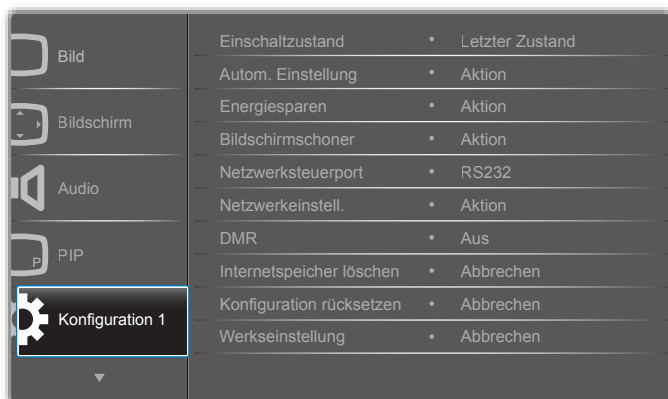 Bild
Bildschirm
Audio
P
PIP
Konfiguration 1
Einschaltzustand • Letzter Zustand
Autom. Einstellung • Aktion
Energiesparen • Aktion
Bildschirmschoner • Aktion
Netzwerksteuerport • RS232
Netzwerkeinstell. • Aktion
DMR • Aus
Internetspeicher löschen • Abbrechen
Konfiguration rücksetzen • Abbrechen
Werkseinstellung • Abbrechen